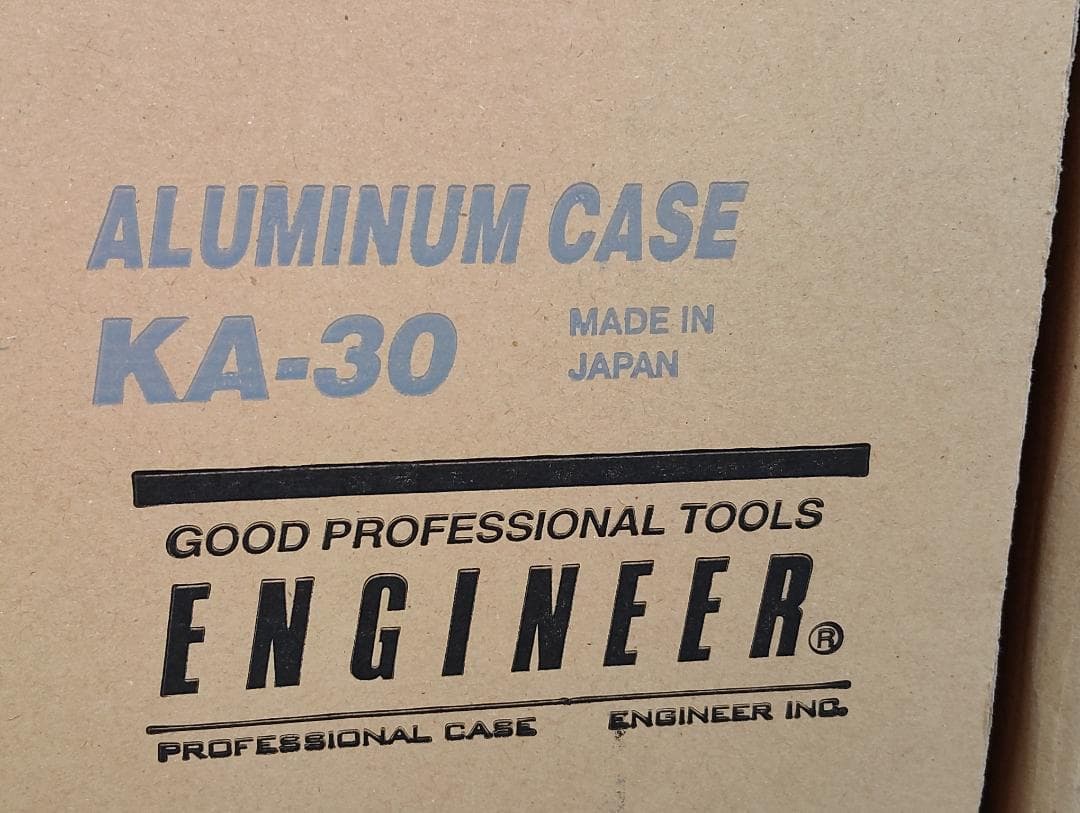 ALUMINUM CASE
KA-30
MADE IN
JAPAN
GOOD PROFESSIONAL TOOLS
ENGINEER®
PROFESSIONAL CASE ENGINEER INC.